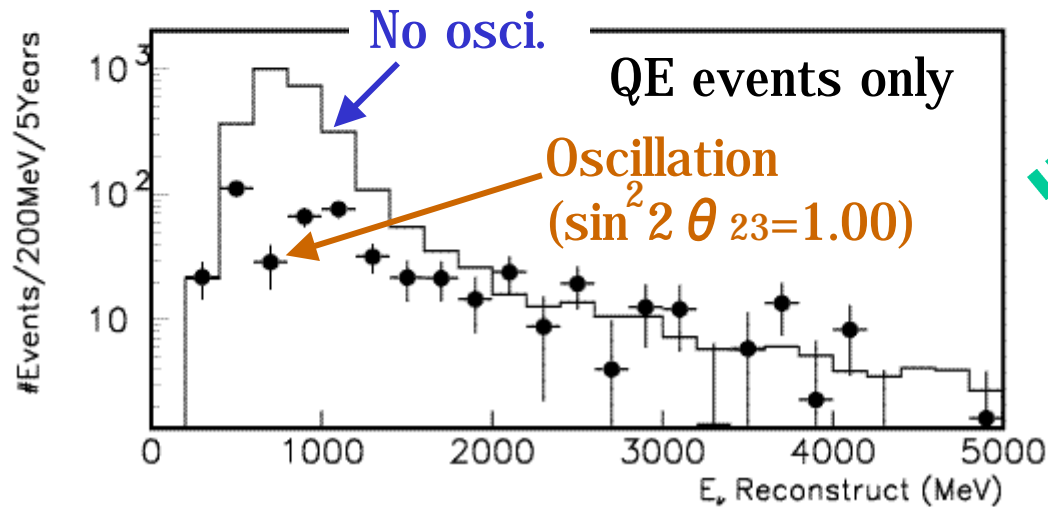 No osci.
#Events/200MeV/5Years
10³
QE events only
Oscillation
(sin²2 θ 23=1.00)
10²
10
0 1000 2000 3000 4000 5000
Eν Reconstruct (MeV)